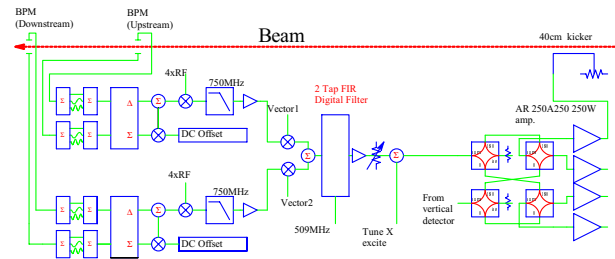 BPM
(Downstream)
BPM
(Upstream)
Beam
40cm kicker
4xRF
750MHz
2 Tap FIR
Digital Filter
AR 250A250 250W
amp.
Vector1
Σ
Σ
Δ
Σ
Σ
Σ
Σ
DC Offset
Σ
Σ
4xRF
750MHz
From
vertical
detector
Σ
Σ
Δ
Σ
Vector2
Σ
Σ
Σ
DC Offset
509MHz
Tune X
excite